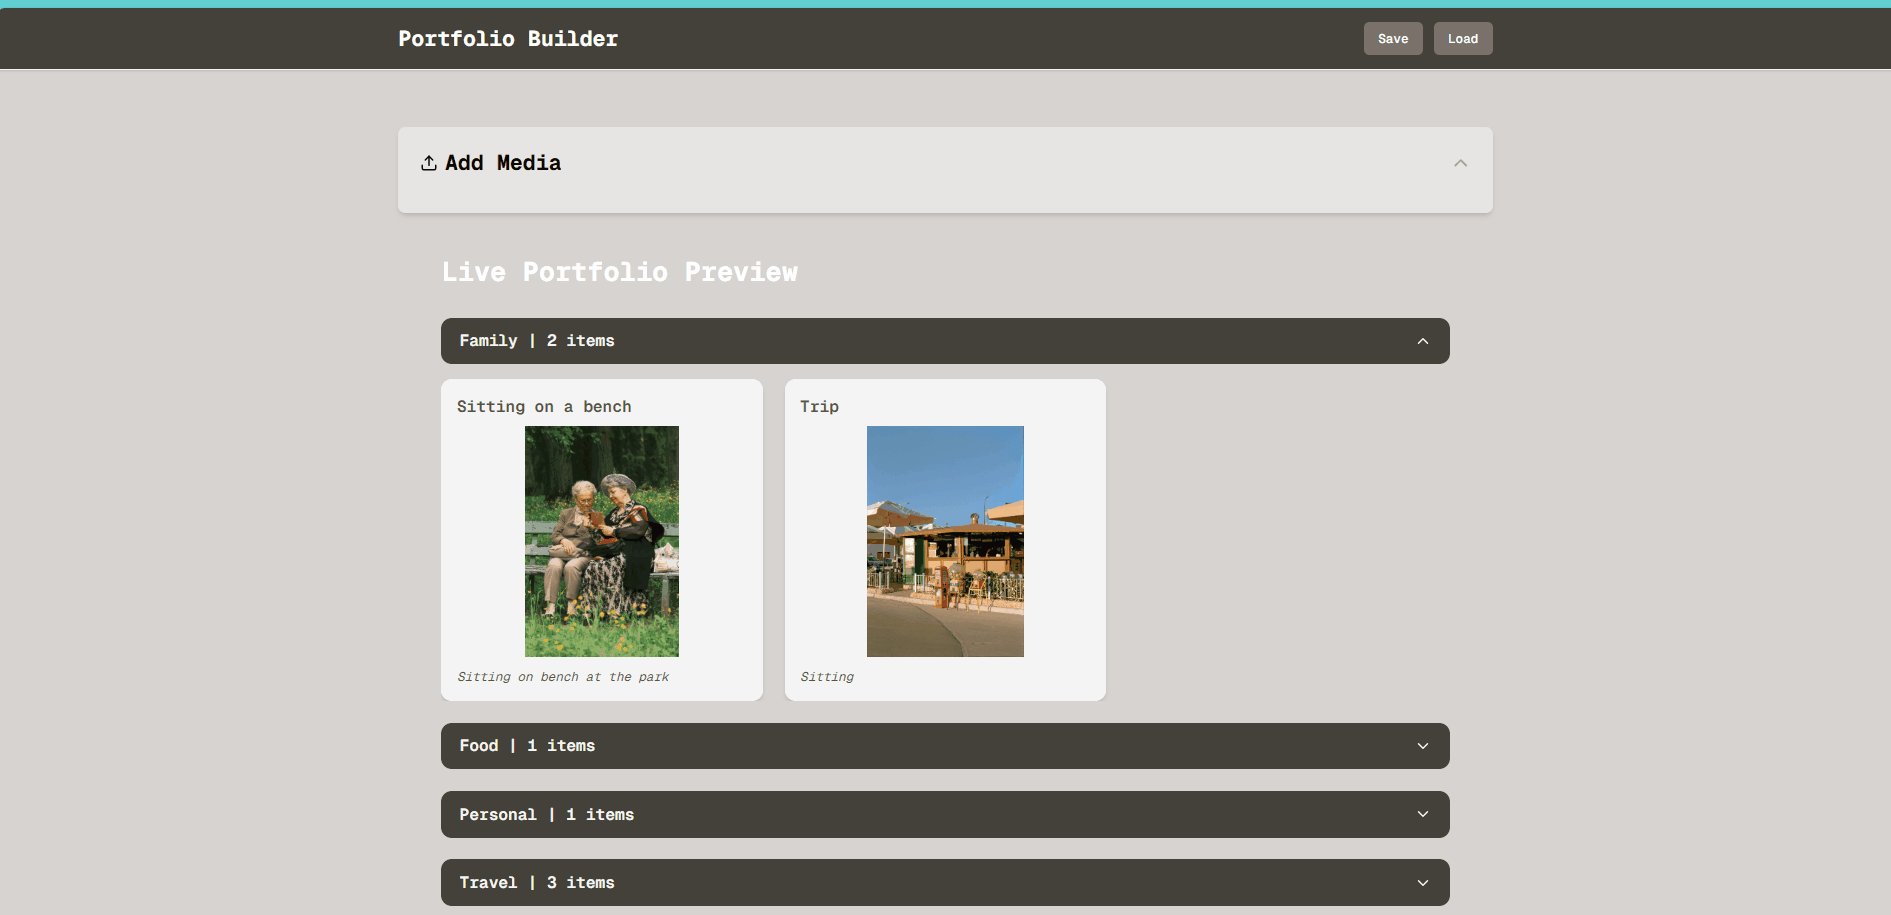 Portfolio Builder
Save
Load
Add Media
Live Portfolio Preview
Family | 2 items
Sitting on a bench
Trip
Sitting on bench at the park
Sitting
Food | 1 items
Personal | 1 items
Travel | 3 items